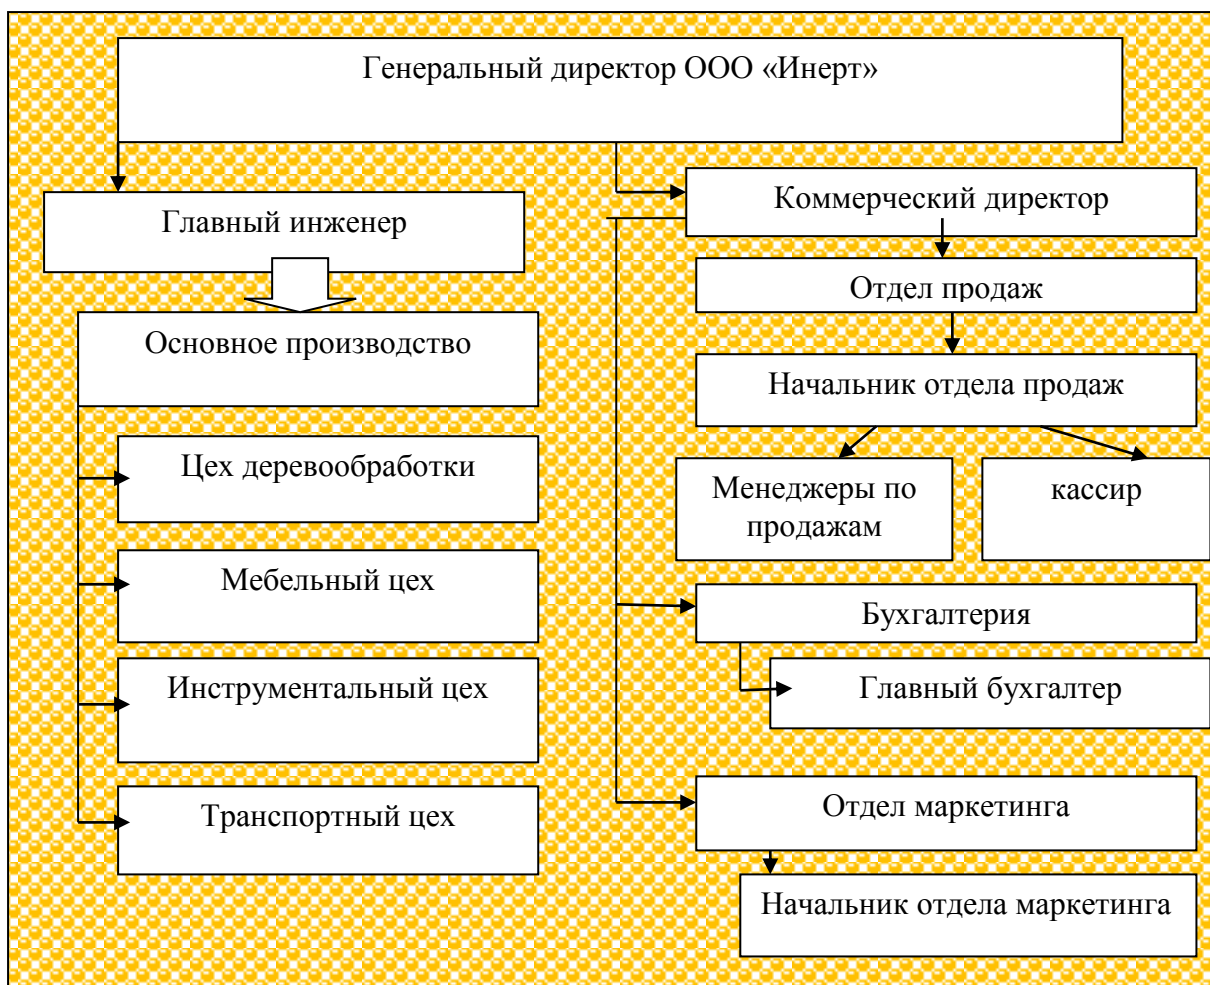 Генеральный директор ООО «Инерт»
Главный инженер
Основное производство
Цех деревообработки
Мебельный цех
Инструментальный цех
Транспортный цех
Коммерческий директор
Отдел продаж
Начальник отдела продаж
Менеджеры по
продажам
кассир
Бухгалтерия
Главный бухгалтер
Отдел маркетинга
Начальник отдела маркетинга